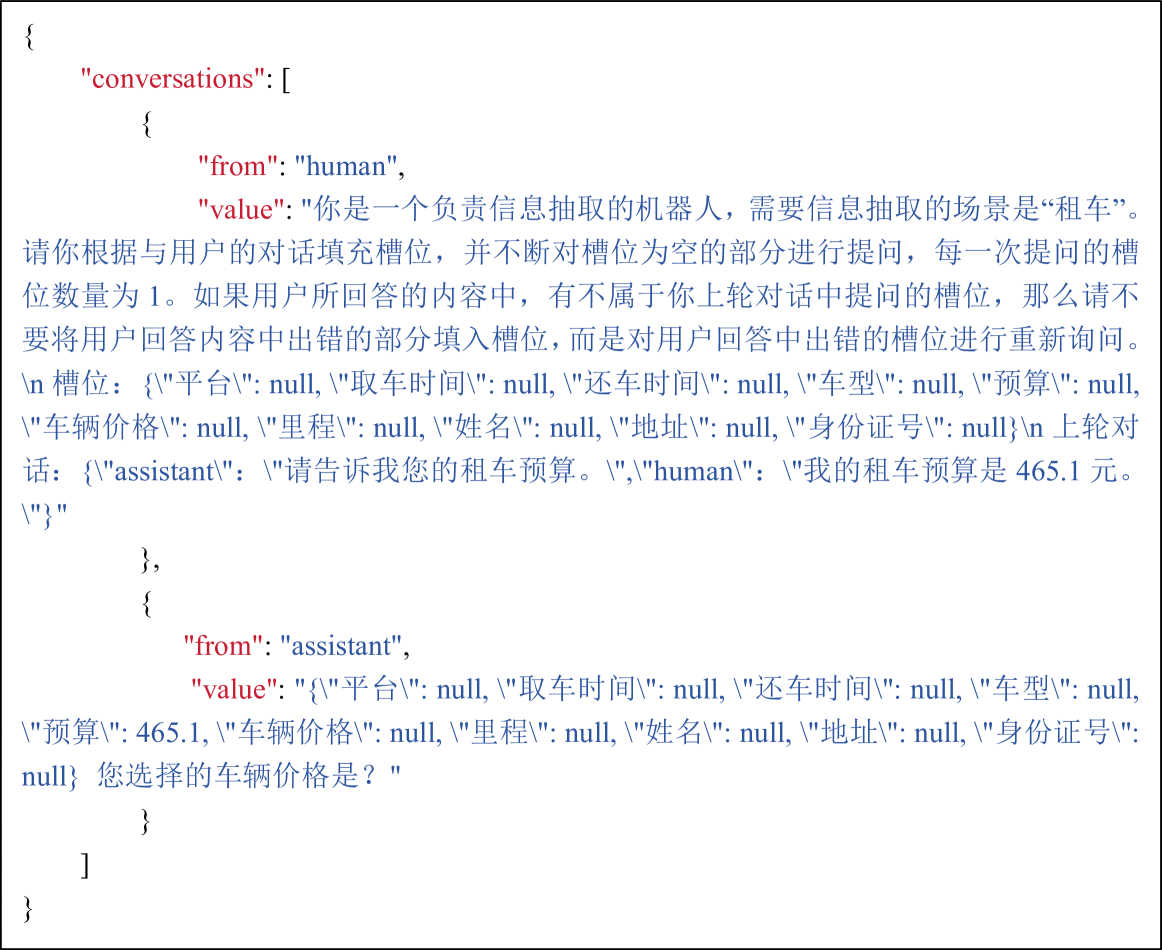 {
"conversations": [
{
"from": "human",
"value": "你是一个负责信息抽取的机器人，需要信息抽取的场景是“租车”。
请你根据与用户的对话填充槽位，并不断对槽位为空的部分进行提问，每一次提问的槽
位数量为 1。如果用户所回答的内容中，有不属于你上轮对话中提问的槽位，那么请不
要将用户回答内容中出错的部分填入槽位，而是对用户回答中出错的槽位进行重新询问。
\n 槽位：{\"平台\": null, \"取车时间\": null, \"还车时间\": null, \"车型\": null, \"预算\": null,
\"车辆价格\": null, \"里程\": null, \"姓名\": null, \"地址\": null, \"身份证号\": null}\n 上轮对
话：{\"assistant\"：\"请告诉我您的租车预算。\",\"human\"：\"我的租车预算是 465.1 元。
\"}"
},
{
"from": "assistant",
"value": "{\"平台\": null, \"取车时间\": null, \"还车时间\": null, \"车型\": null,
\"预算\": 465.1, \"车辆价格\": null, \"里程\": null, \"姓名\": null, \"地址\": null, \"身份证号\":
null} 您选择的车辆价格是？"
}
]
}